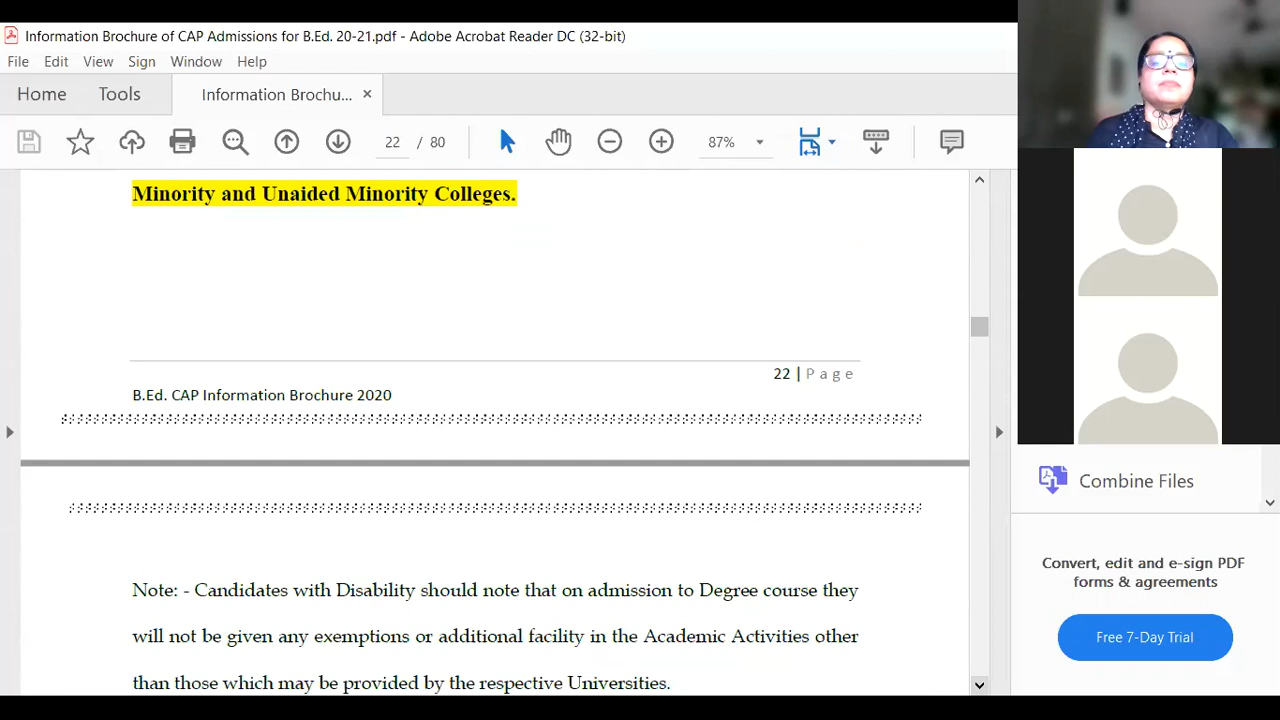 Information Brochure of CAP Admissions for B.Ed. 20-21.pdf - Adobe Acrobat Reader DC (32-bit)
File Edit View Sign Window Help
Home Tools Information Brochu... ×
22 / 80 87%
Minority and Unaided Minority Colleges.
22 | Page
B.Ed. CAP Information Brochure 2020
Note: - Candidates with Disability should note that on admission to Degree course they
will not be given any exemptions or additional facility in the Academic Activities other
than those which may be provided by the respective Universities.
Combine Files
Convert, edit and e-sign PDF
forms & agreements
Free 7-Day Trial